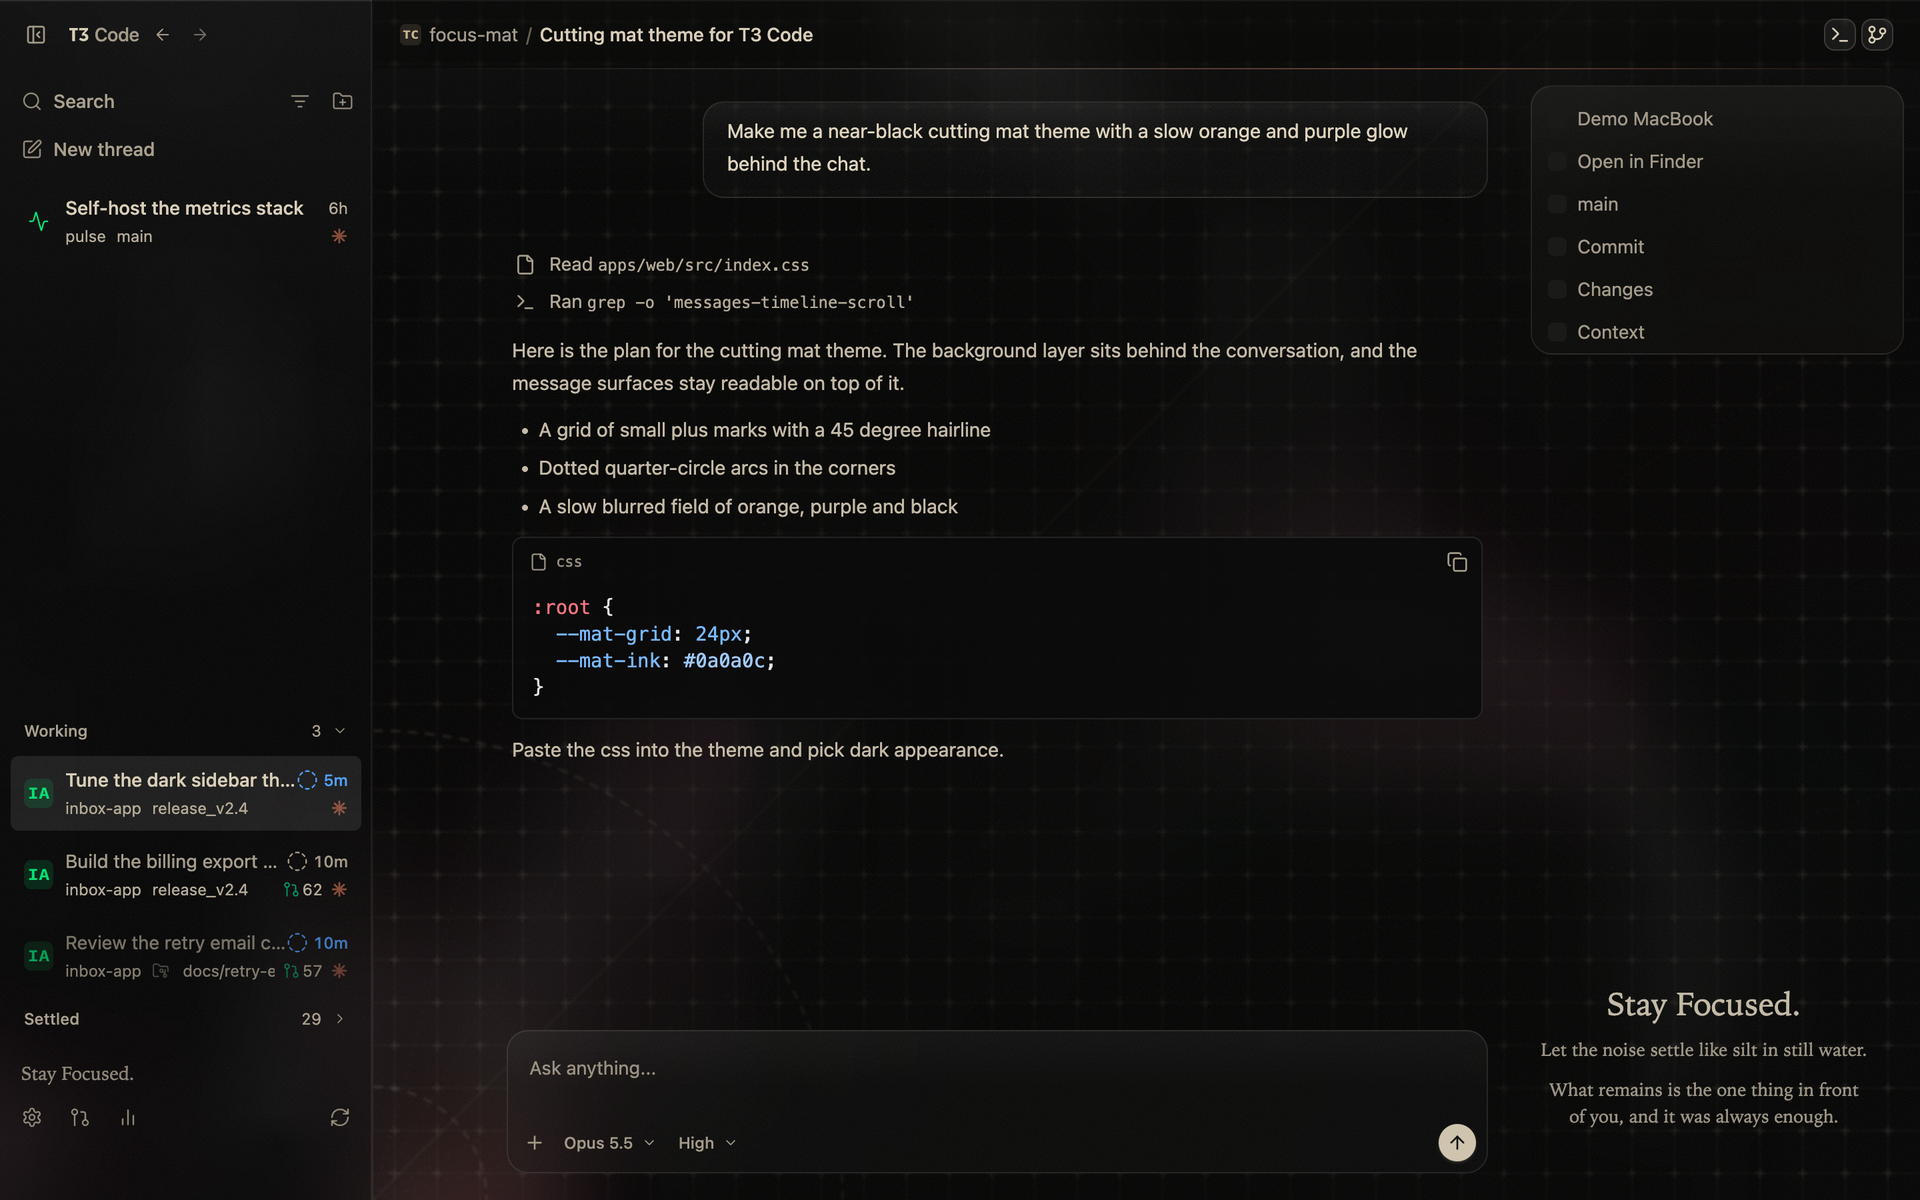 T3 Code
Search
New thread
Self-host the metrics stack 6h
pulse main
Working 3
Tune the dark sidebar th... 5m
IA
inbox-app release_v2.4
Build the billing export ... 10m
IA
inbox-app release_v2.4 62
Review the retry email c... 10m
IA
inbox-app docs/retry-e 57
Settled 29
Stay Focused.
TC focus-mat / Cutting mat theme for T3 Code
Make me a near-black cutting mat theme with a slow orange and purple glow
behind the chat.
Read apps/web/src/index.css
Ran grep -o 'messages-timeline-scroll'
Here is the plan for the cutting mat theme. The background layer sits behind the conversation, and the
message surfaces stay readable on top of it.
• A grid of small plus marks with a 45 degree hairline
• Dotted quarter-circle arcs in the corners
• A slow blurred field of orange, purple and black
css
:root {
--mat-grid: 24px;
--mat-ink: #0a0a0c;
}
Paste the css into the theme and pick dark appearance.
Ask anything...
Opus 5.5 High
Demo MacBook
Open in Finder
main
Commit
Changes
Context
Stay Focused.
Let the noise settle like silt in still water.
What remains is the one thing in front
of you, and it was always enough.